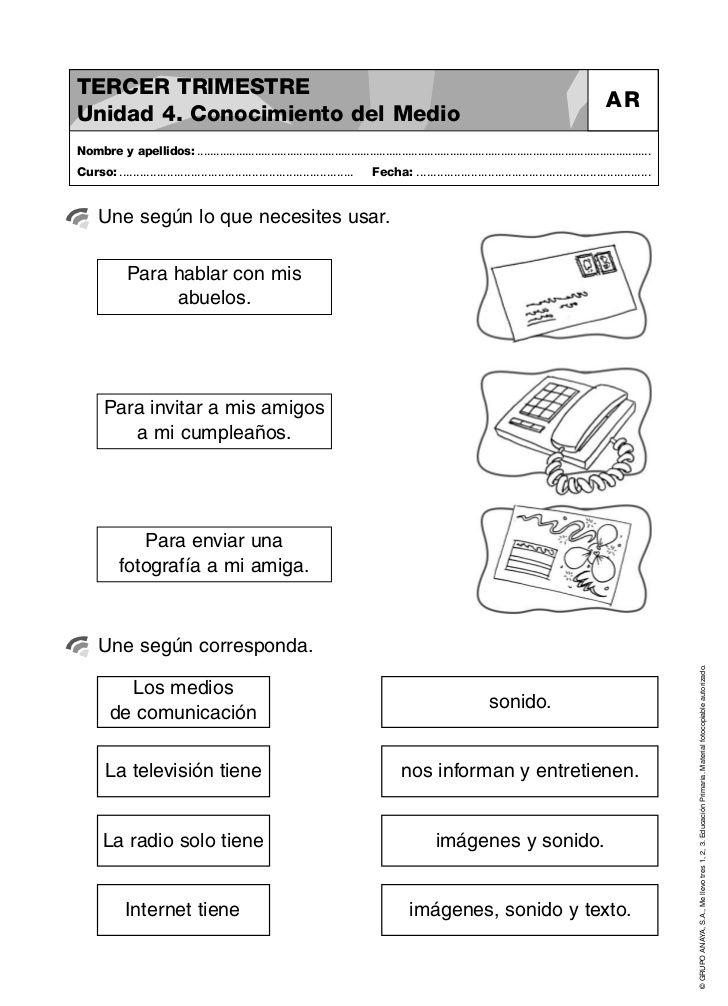 TERCER TRIMESTRE
Unidad 4. Conocimiento del Medio
AR
Nombre y apellidos:
Curso: Fecha:
Une según lo que necesites usar.
Para hablar con mis
abuelos.
Para invitar a mis amigos
a mi cumpleaños.
Para enviar una
fotografía a mi amiga.
Une según corresponda.
Los medios
de comunicación
sonido.
La televisión tiene
nos informan y entretienen.
La radio solo tiene
imágenes y sonido.
Internet tiene
imágenes, sonido y texto.
© GRUPO ANAYA, S.A., Me llevo tres 1, 2, 3. Educación Primaria. Material fotocopiable autorizado.